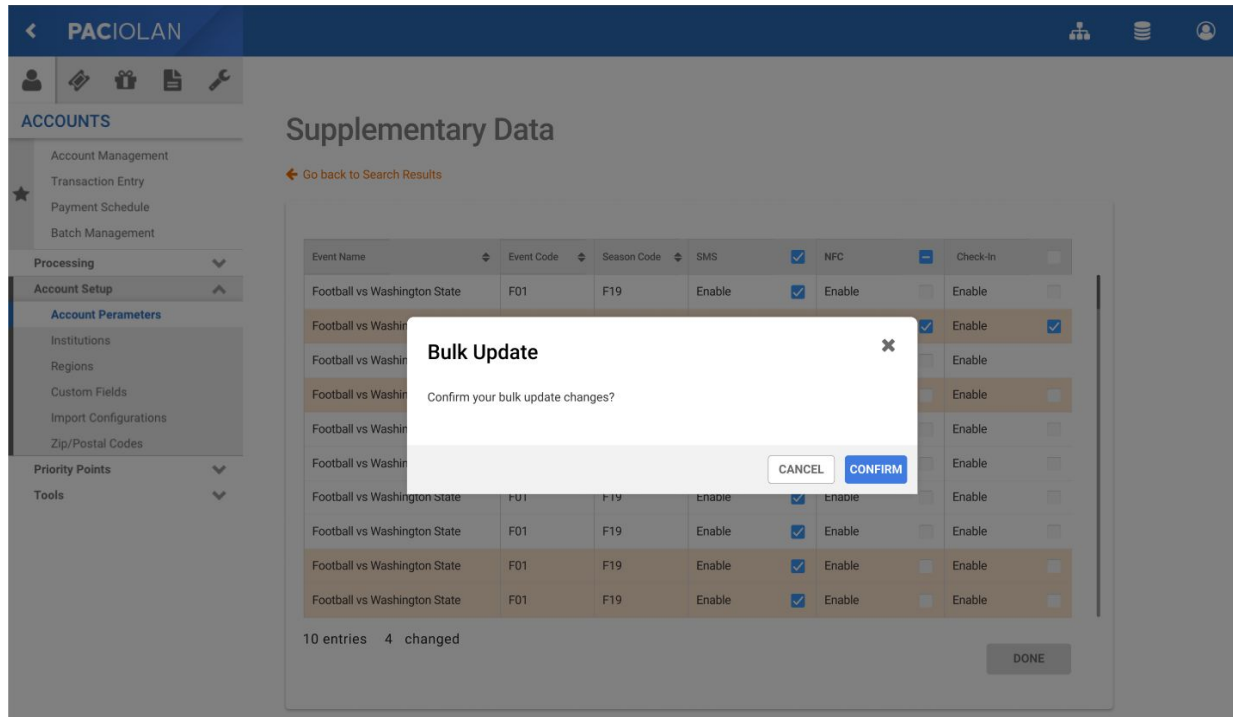 PACIOLAN
ACCOUNTS
Account Management
Transaction Entry
Payment Schedule
Batch Management
Processing
Account Setup
Account Perameters
Institutions
Regions
Custom Fields
Import Configurations
Zip/Postal Codes
Priority Points
Tools
Supplementary Data
Go back to Search Results
Event Name Event Code Season Code SMS NFC Check-In
Football vs Washington State F01 F19 Enable Enable Enable
Football vs Washin Enable
Football vs Washin Enable
Football vs Washin Enable
Football vs Washin Enable
Football vs Washin Enable
Football vs Washington State F01 F19 Enable Enable Enable
Football vs Washington State F01 F19 Enable Enable Enable
Football vs Washington State F01 F19 Enable Enable Enable
Football vs Washington State F01 F19 Enable Enable Enable
10 entries 4 changed
DONE
Bulk Update
Confirm your bulk update changes?
CANCEL CONFIRM